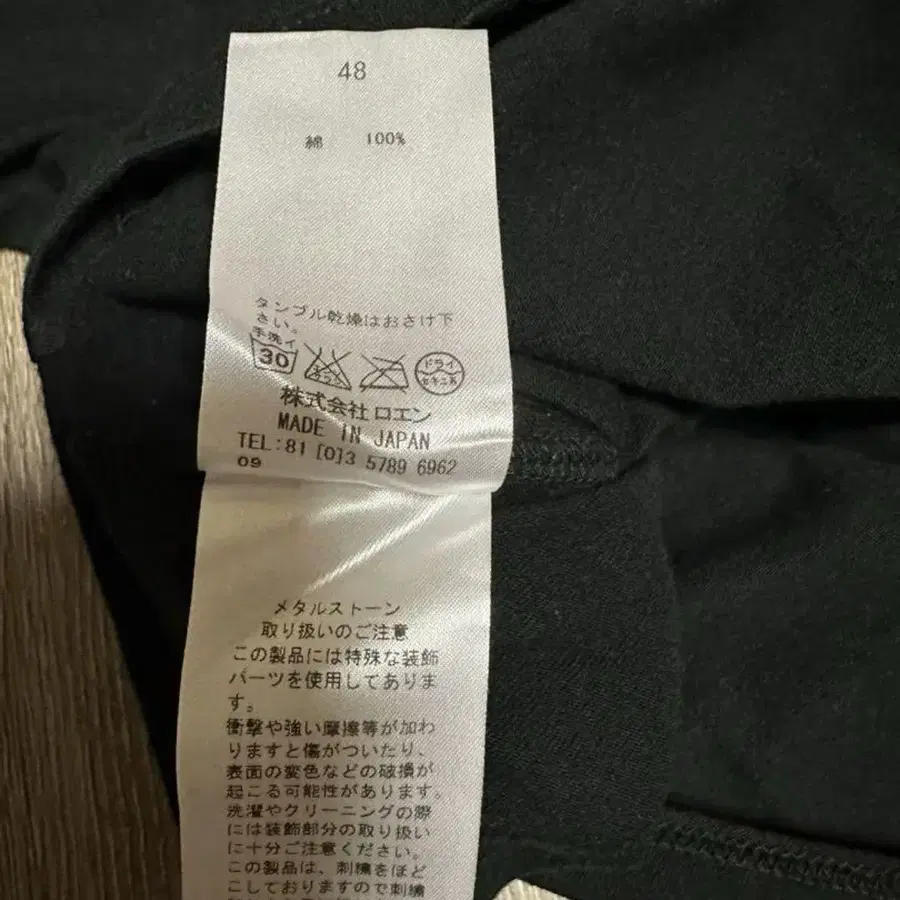 48
綿 100%
タンブル乾燥はおさけ下
さい。
手洗イ
30
ドライ
セキユ系
株式会社 ロエン
MADE IN JAPAN
TEL:81 [0]3 5789 6962
09
メタルストーン
取り扱いのご注意
この製品には特殊な装飾
パーツを使用してありま
す。
衝撃や強い摩擦等が加わ
りますと傷がついたり、
表面の変色などの破損が
起こる可能性があります。
洗濯やクリーニングの際
には装飾部分の取り扱い
に十分ご注意ください。
この製品は、刺繍をほど
こしておりますので刺繍